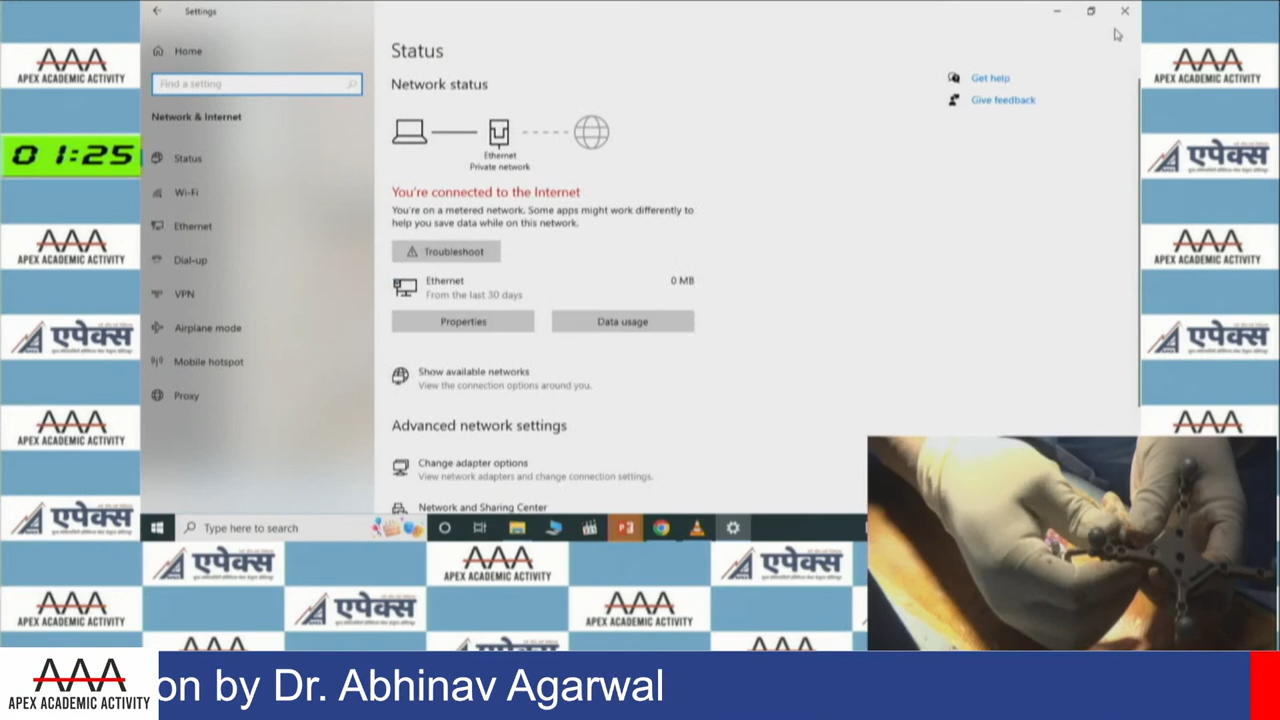 Settings
Home
Find a setting
Network & Internet
Status
Wi-Fi
Ethernet
Dial-up
VPN
Airplane mode
Mobile hotspot
Proxy
Status
Network status
Ethernet
Private network
You're connected to the Internet
You're on a metered network. Some apps might work differently to
help you save data while on this network.
Troubleshoot
Ethernet
0 MB
From the last 30 days
Properties
Data usage
Show available networks
View the connection options around you.
Advanced network settings
Change adapter options
View network adapters and change connection settings.
Network and Sharing Center
Get help
Give feedback
Type here to search
01:25
AAA
APEX ACADEMIC ACTIVITY
एपेक्स
AAA
APEX ACADEMIC ACTIVITY
on by Dr. Abhinav Agarwal